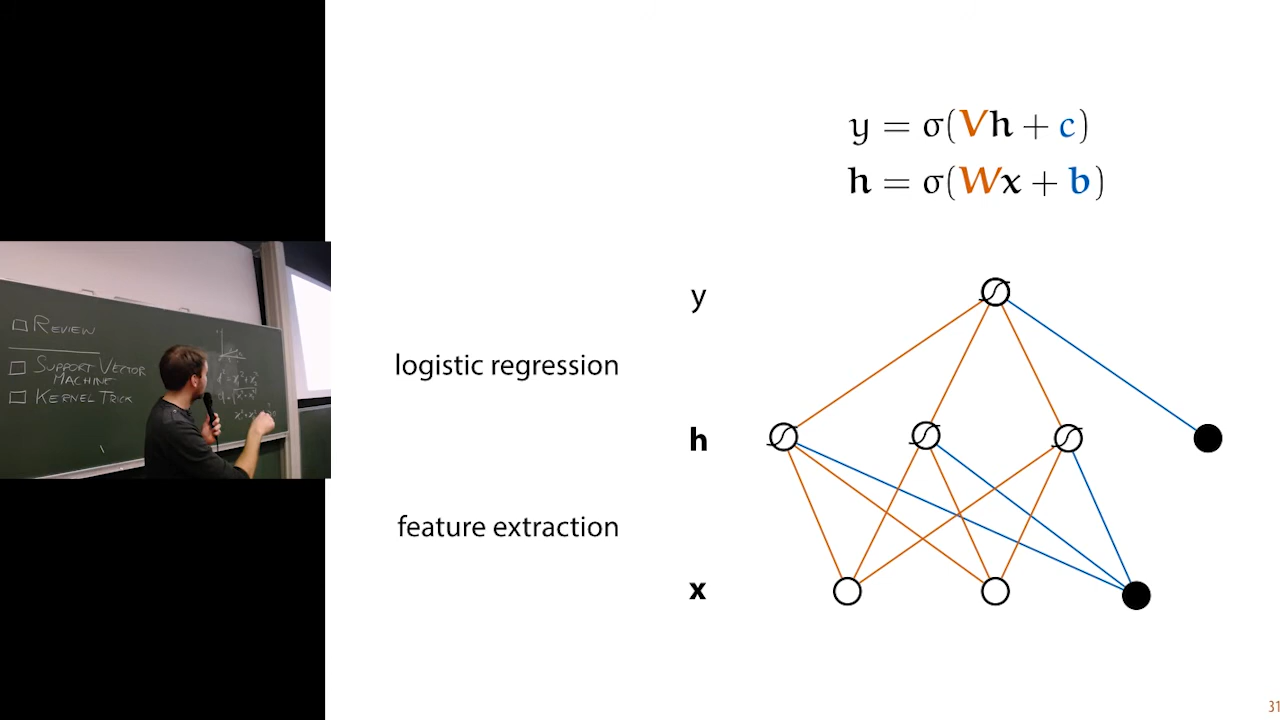 y = σ(Vh + c)
h = σ(Wx + b)
y
logistic regression
h
feature extraction
x
31
REVIEW
SUPPORT VECTOR
MACHINE
KERNEL TRICK